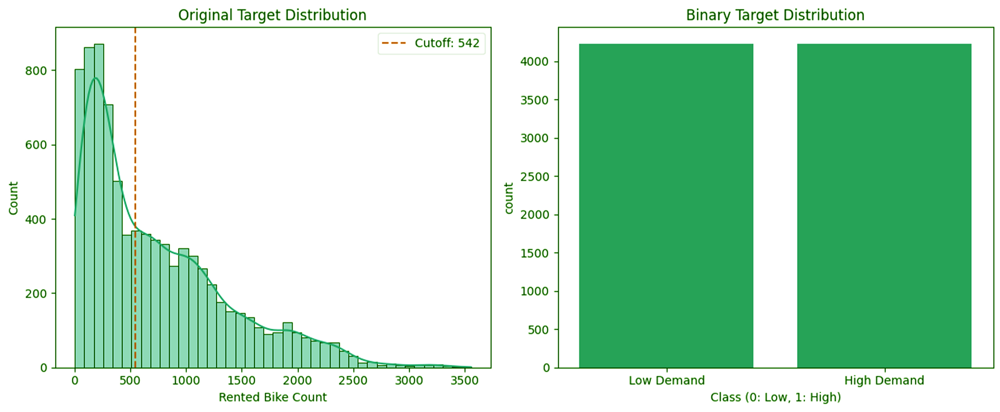 Original Target Distribution
Cutoff: 542
Count
800
600
400
200
0
0 500 1000 1500 2000 2500 3000 3500
Rented Bike Count
Binary Target Distribution
count
4000
3500
3000
2500
2000
1500
1000
500
0
Low Demand High Demand
Class (0: Low, 1: High)